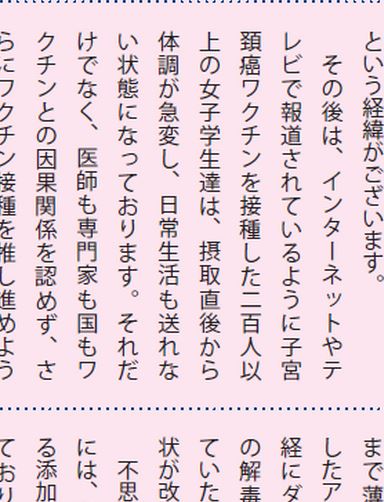 という経緯がございます。
その後は、インターネットやテ
レビで報道されているように子宮
頚癌ワクチンを接種した二百人以
上の女子学生達は、摂取直後から
体調が急変し、日常生活も送れな
い状態になっております。それだ
けでなく、医師も専門家も国もワ
クチンとの因果関係を認めず、さ
らにワクチン接種を推し進めよう
まで薄
したア
経にダ
の解毒
ていた
状が改
不思
には、
る添加
ており